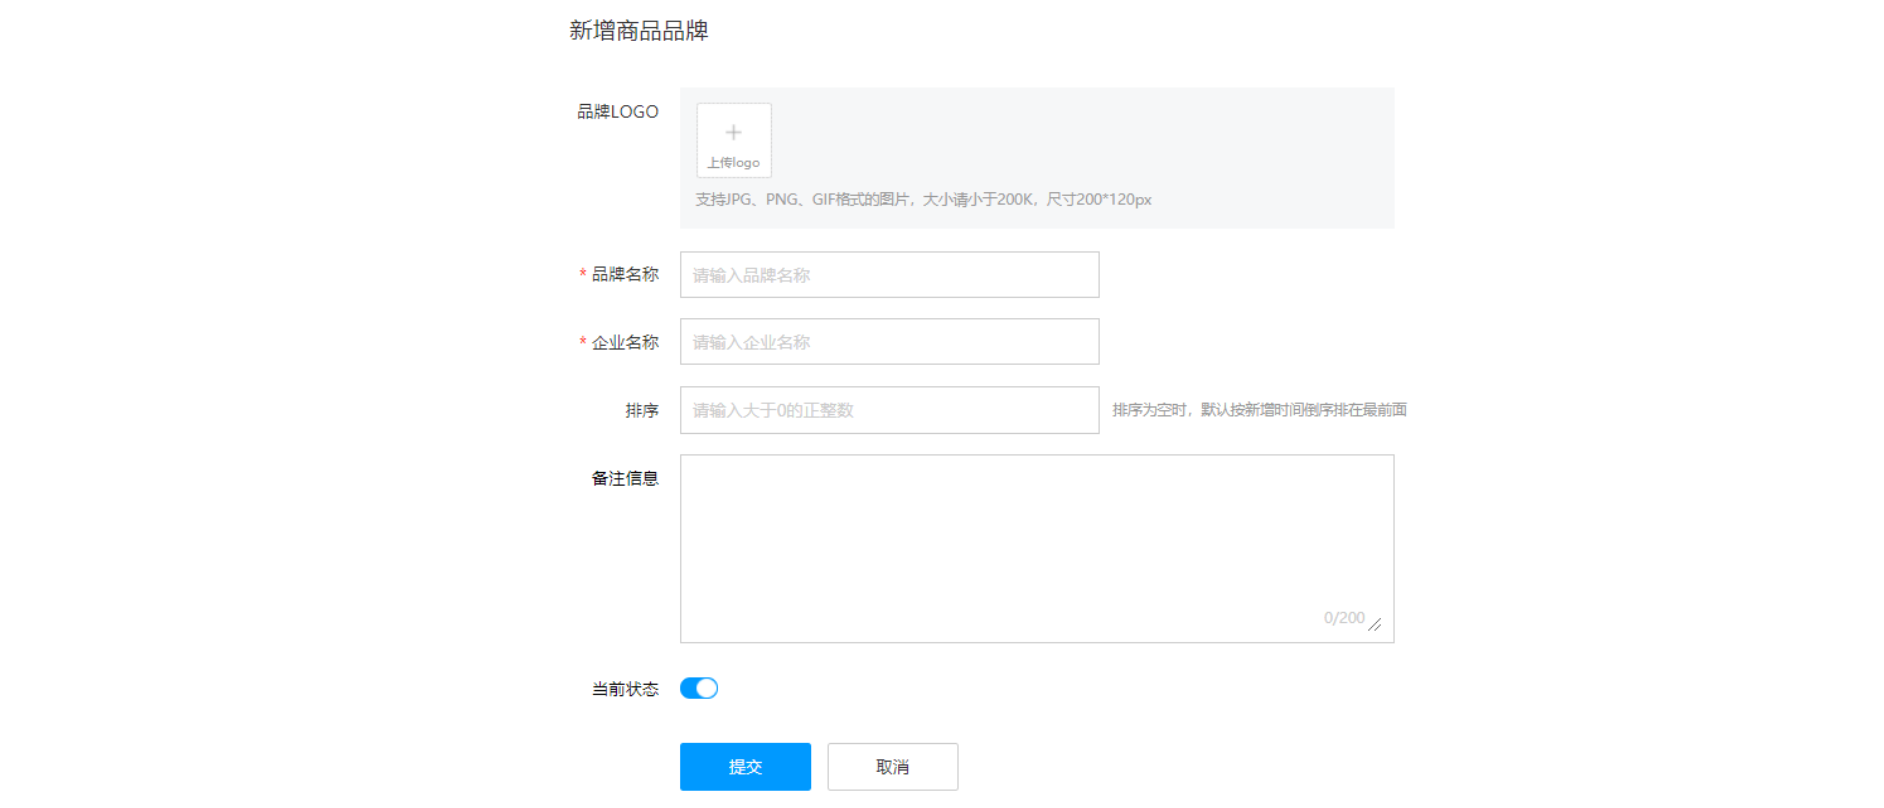 新增商品品牌
品牌LOGO
上传logo
支持JPG、PNG、GIF格式的图片，大小请小于200K，尺寸200*120px
* 品牌名称 请输入品牌名称
* 企业名称 请输入企业名称
排序 请输入大于0的正整数 排序为空时，默认按新增时间倒序排在最前面
备注信息
0/200
当前状态
提交 取消